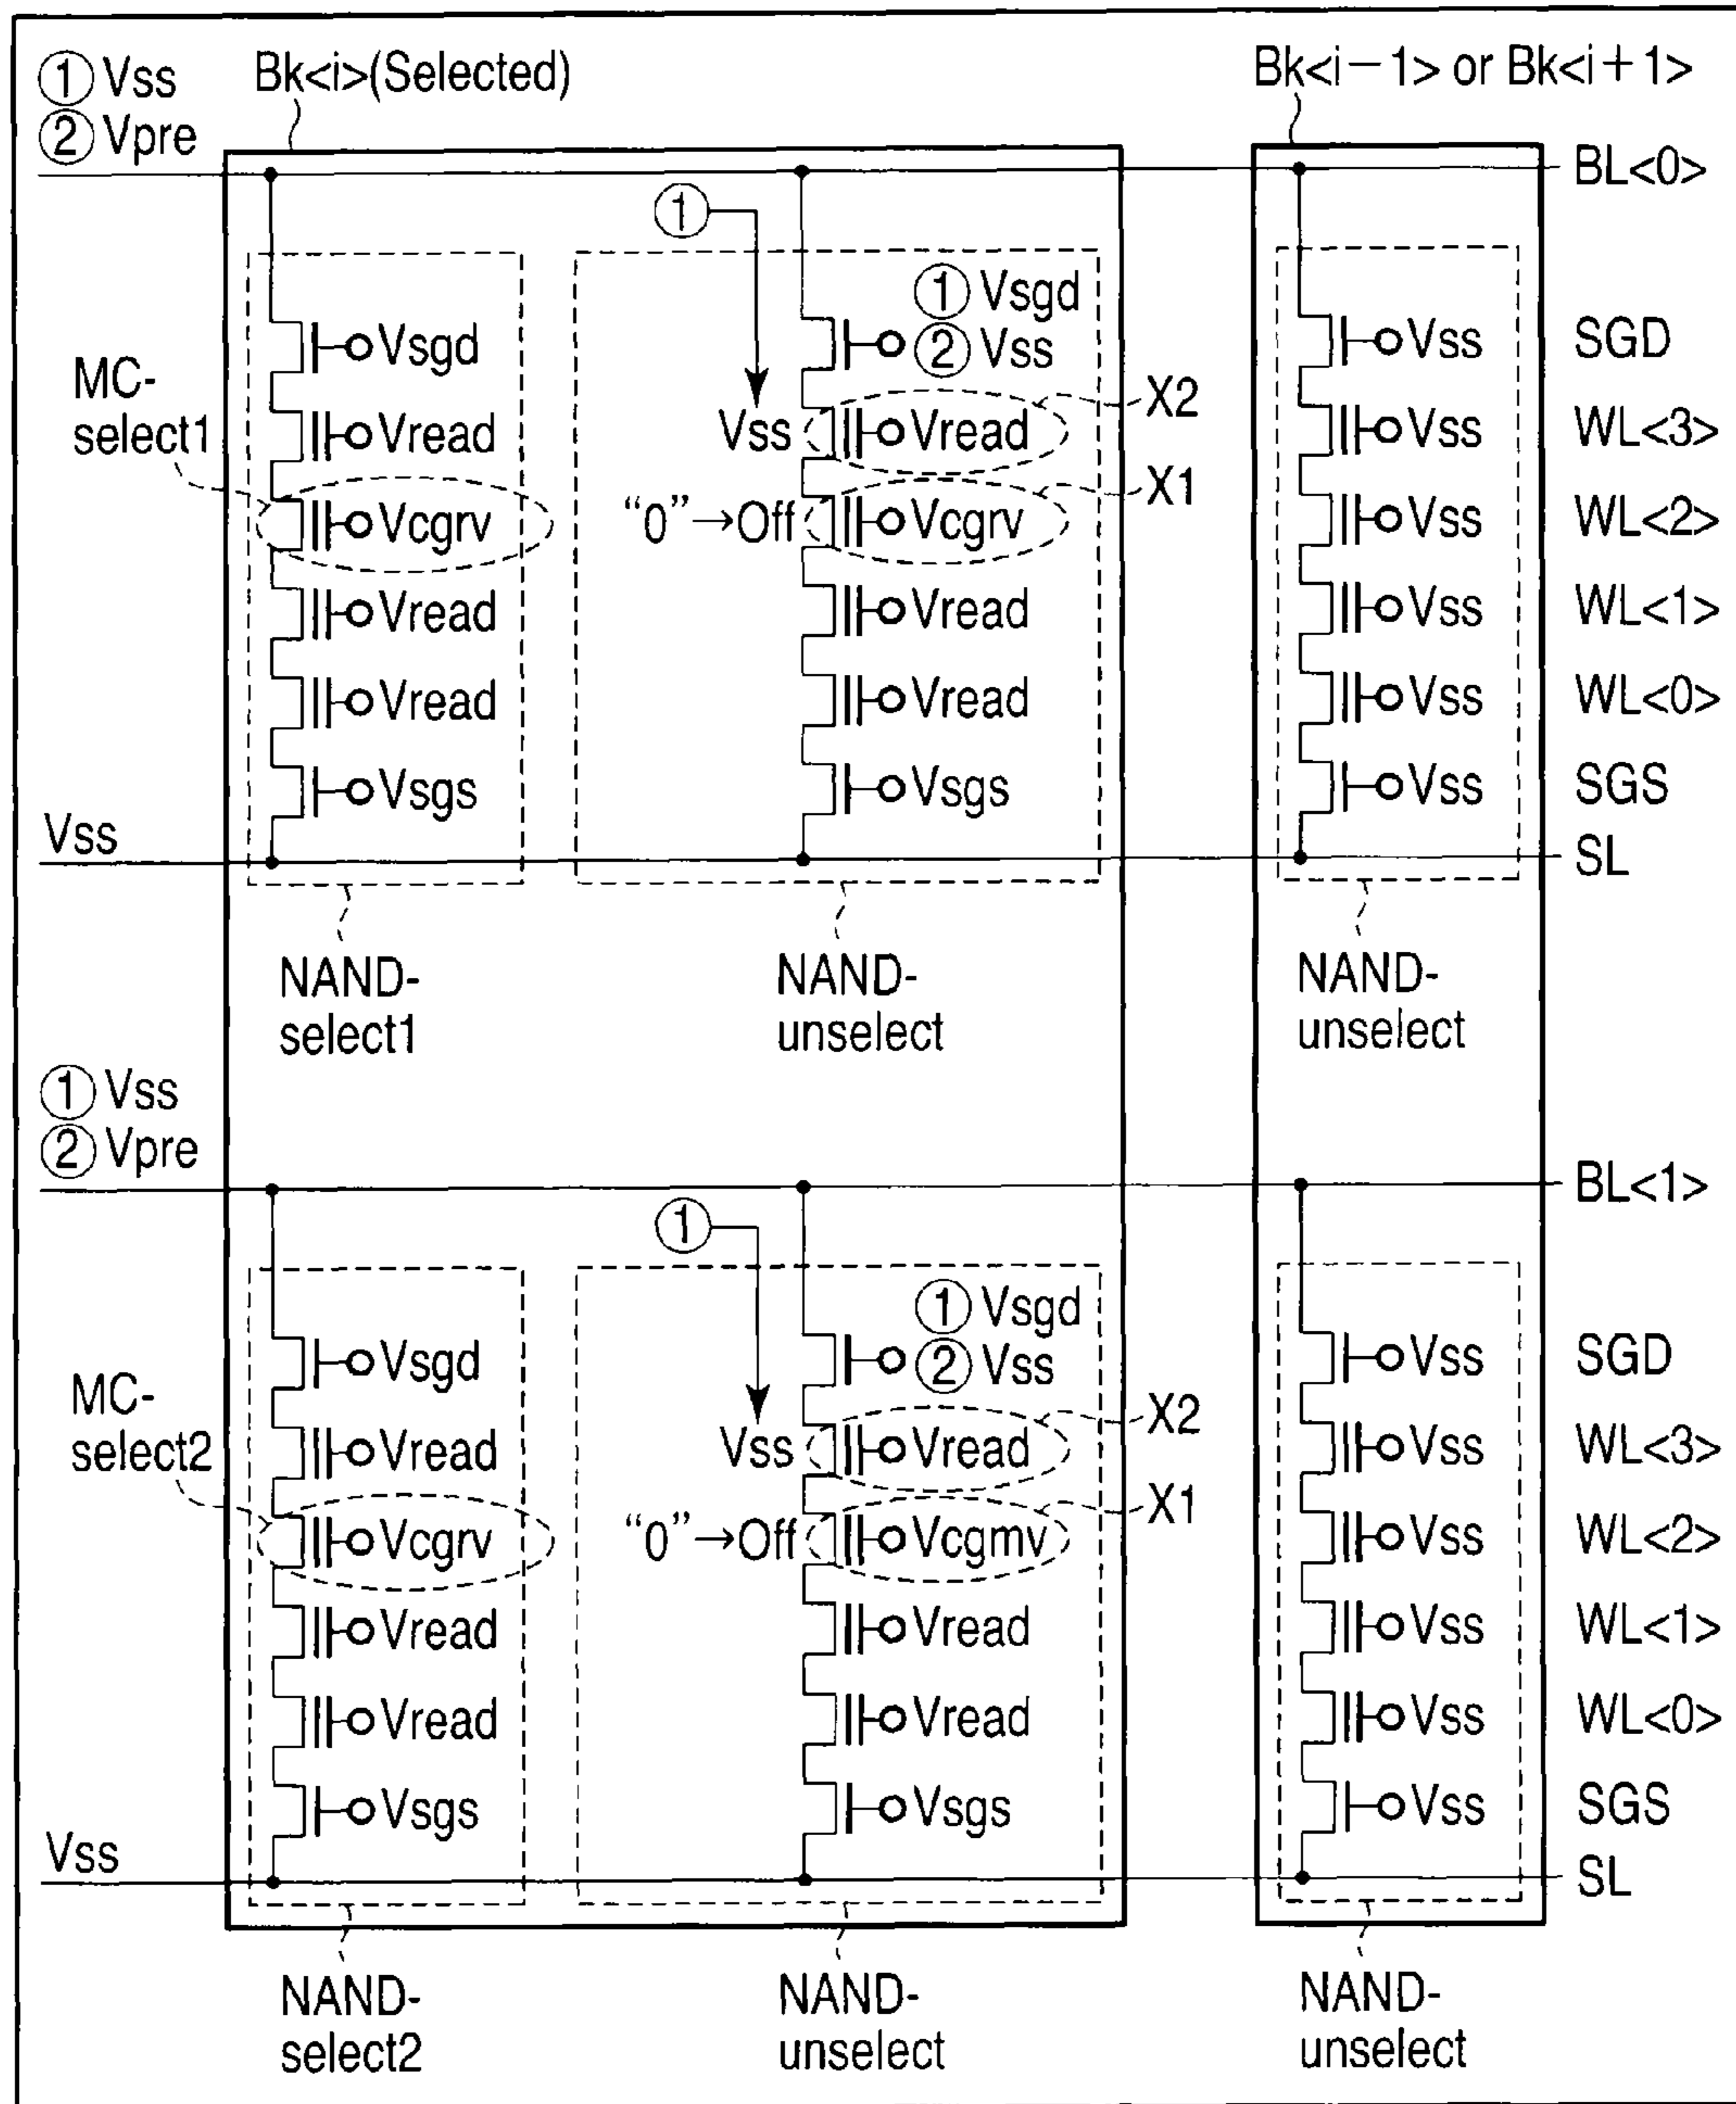 ① Vss
② Vpre
Bk<i>(Selected)
Bk<i−1> or Bk<i+1>
BL<0>
①
① Vsgd
② Vss
Vsgd
Vss
SGD
MC-
select1
Vread
Vss
Vread
X2
Vss
WL<3>
Vcgrv
“0”→Off
Vcgrv
X1
Vss
WL<2>
Vread
Vread
Vss
WL<1>
Vread
Vread
Vss
WL<0>
Vsgs
Vsgs
Vss
SGS
Vss
SL
NAND-
select1
NAND-
unselect
NAND-
unselect
① Vss
② Vpre
BL<1>
①
① Vsgd
② Vss
Vsgd
Vss
SGD
MC-
select2
Vread
Vss
Vread
X2
Vss
WL<3>
Vcgrv
“0”→Off
Vcgmv
X1
Vss
WL<2>
Vread
Vread
Vss
WL<1>
Vread
Vread
Vss
WL<0>
Vsgs
Vsgs
Vss
SGS
Vss
SL
NAND-
select2
NAND-
unselect
NAND-
unselect